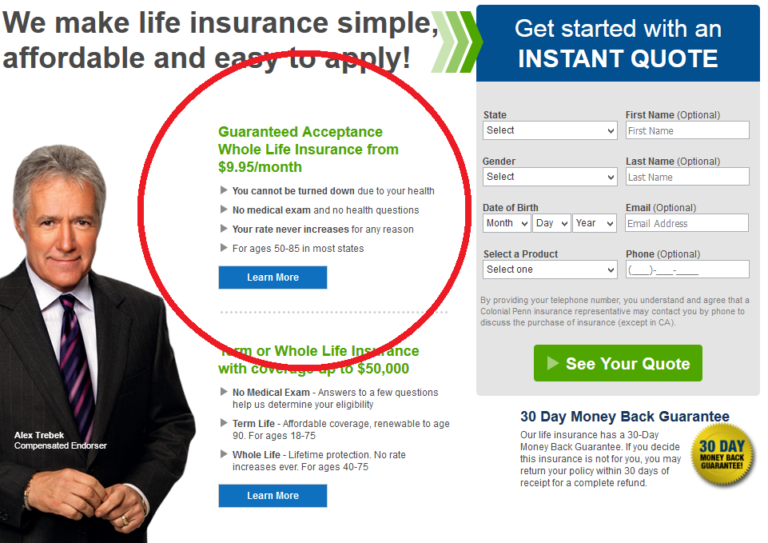 We make life insurance simple,
affordable and easy to apply!
Guaranteed Acceptance
Whole Life Insurance from
$9.95/month
You cannot be turned down due to your health
No medical exam and no health questions
Your rate never increases for any reason
For ages 50-85 in most states
Learn More
Term or Whole Life Insurance
with coverage up to $50,000
No Medical Exam - Answers to a few questions
help us determine your eligibility
Term Life - Affordable coverage, renewable to age
90. For ages 18-75
Whole Life - Lifetime protection. No rate
increases ever. For ages 40-75
Learn More
Alex Trebek
Compensated Endorser
Get started with an
INSTANT QUOTE
State
Select
First Name (Optional)
First Name
Gender
Select
Last Name (Optional)
Last Name
Date of Birth
Month Day Year
Email (Optional)
Email Address
Select a Product
Select one
Phone (Optional)
(___)-___-____
By providing your telephone number, you understand and agree that a
Colonial Penn insurance representative may contact you by phone to
discuss the purchase of insurance (except in CA).
See Your Quote
30 Day Money Back Guarantee
Our life insurance has a 30-Day
Money Back Guarantee. If you decide
this insurance is not for you, you may
return your policy within 30 days of
receipt for a complete refund.
30 DAY
MONEY BACK
GUARANTEE!